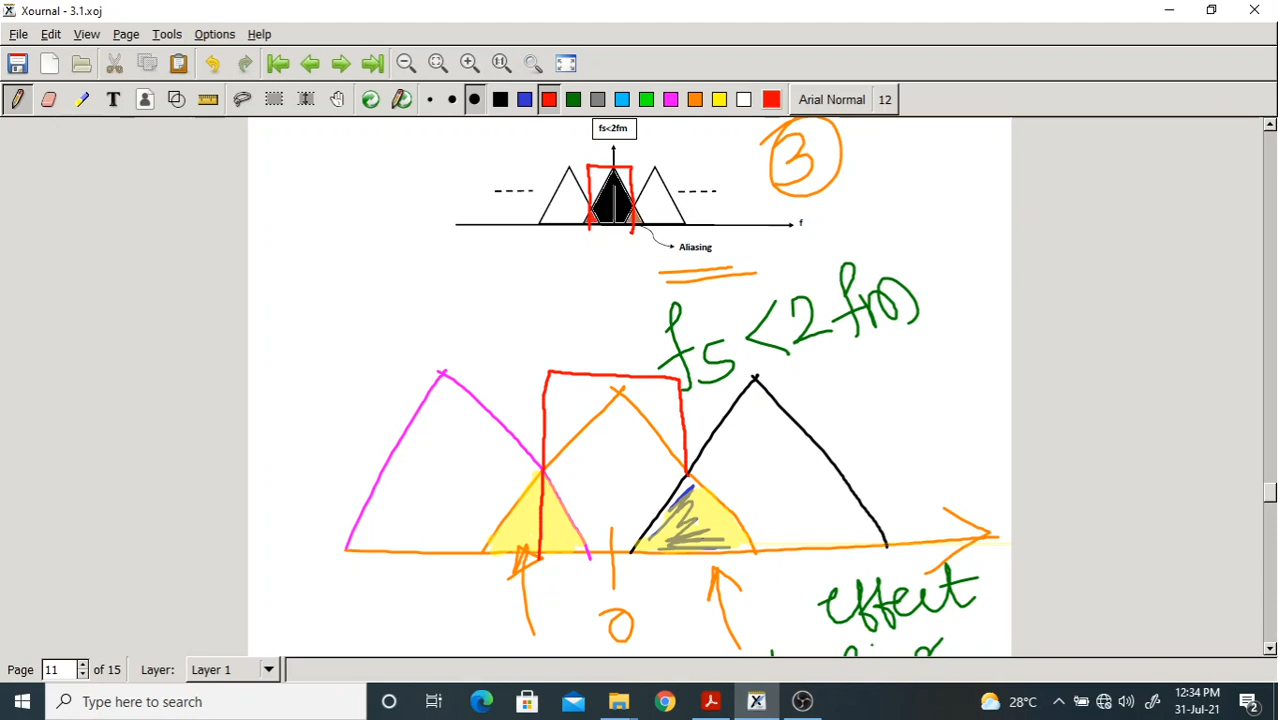 Xournal - 3.1.xoj
File Edit View Page Tools Options Help
T
Arial Normal 12
fs<2fm
3
f
Aliasing
fs<2fm
0
effect
Page 11 of 15 Layer: Layer 1
Type here to search
28°C
12:34 PM
31-Jul-21
2